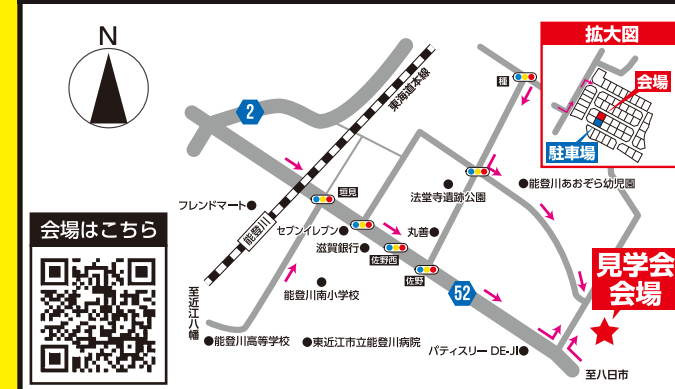 N
拡大図
会場
駐車場
2
東海道本線
種
垣見
フレンドマート
能登川
セブンイレブン
滋賀銀行
佐野西
丸善
佐野
法堂寺遺跡公園
能登川あおぞら幼児園
会場はこちら
至近江八幡
能登川南小学校
52
見学会
会場
能登川高等学校
東近江市立能登川病院
パティスリー DE-JI
至八日市